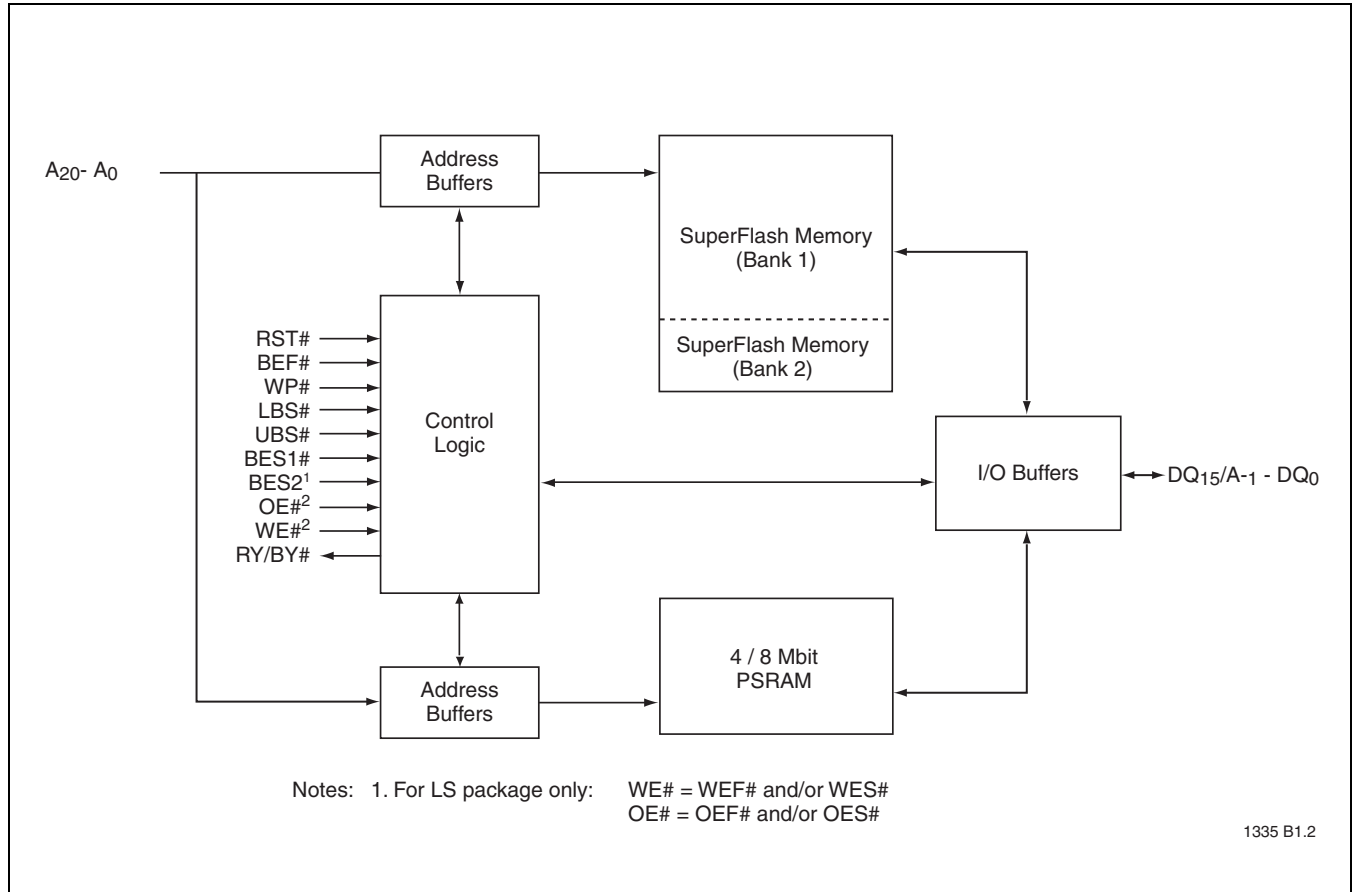 A20- A0
Address
Buffers
SuperFlash Memory
(Bank 1)
SuperFlash Memory
(Bank 2)
RST#
BEF#
WP#
LBS#
UBS#
BES1#
BES2¹
OE#²
WE#²
RY/BY#
Control
Logic
I/O Buffers
DQ15/A-1 - DQ0
Address
Buffers
4 / 8 Mbit
PSRAM
Notes: 1. For LS package only: WE# = WEF# and/or WES#
OE# = OEF# and/or OES#
1335 B1.2